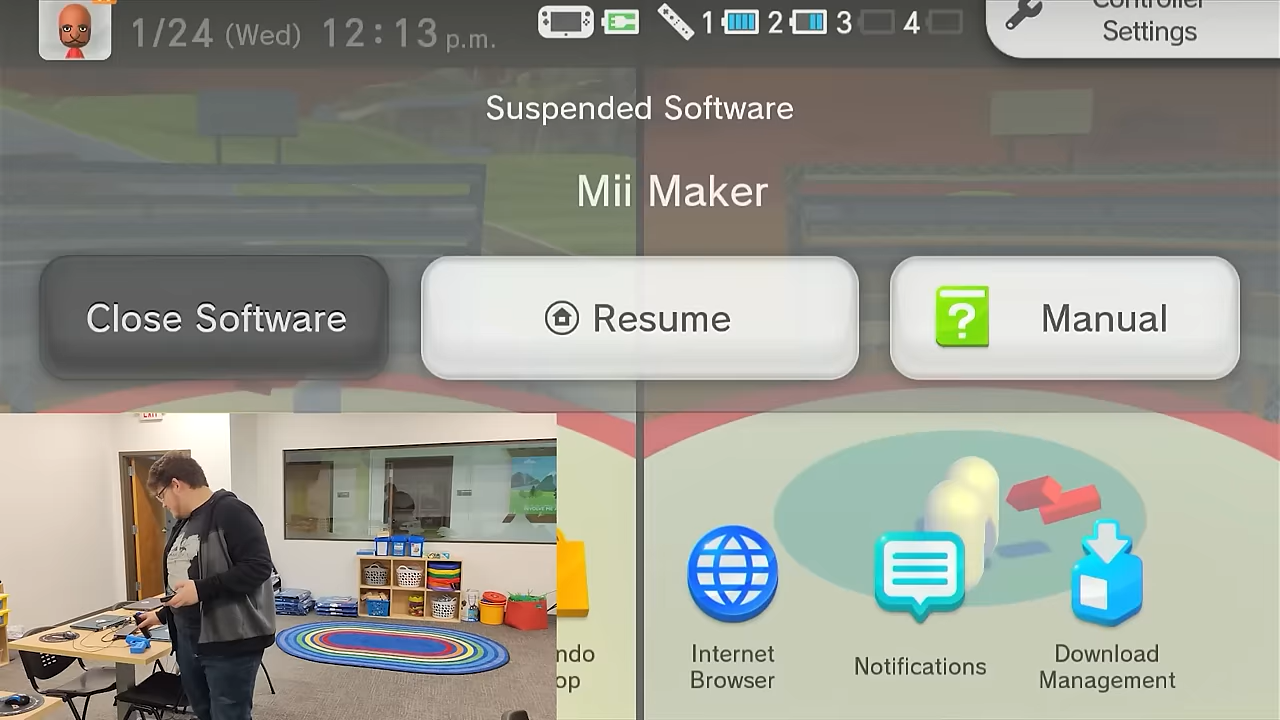 1/24 (Wed) 12:13 p.m.
1 2 3 4
Controller
Settings
Suspended Software
Mii Maker
Close Software
Resume
? Manual
EXIT
ndo
op
Internet
Browser
Notifications
Download
Management